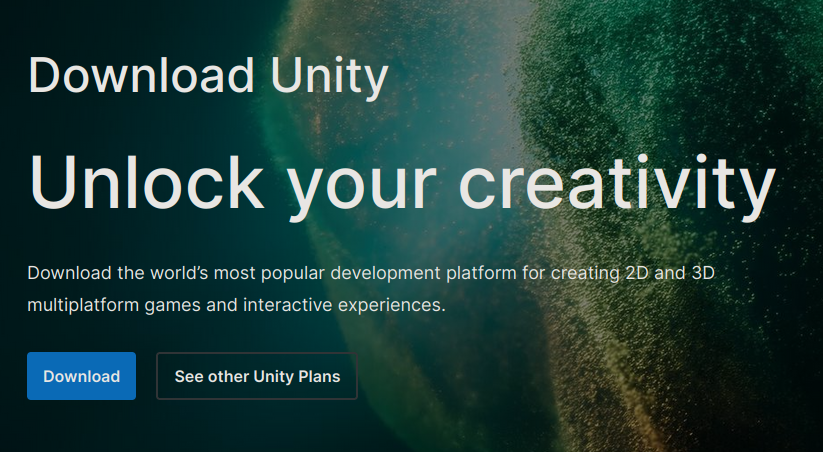 Download Unity
Unlock your creativity
Download the world’s most popular development platform for creating 2D and 3D
multiplatform games and interactive experiences.
Download
See other Unity Plans